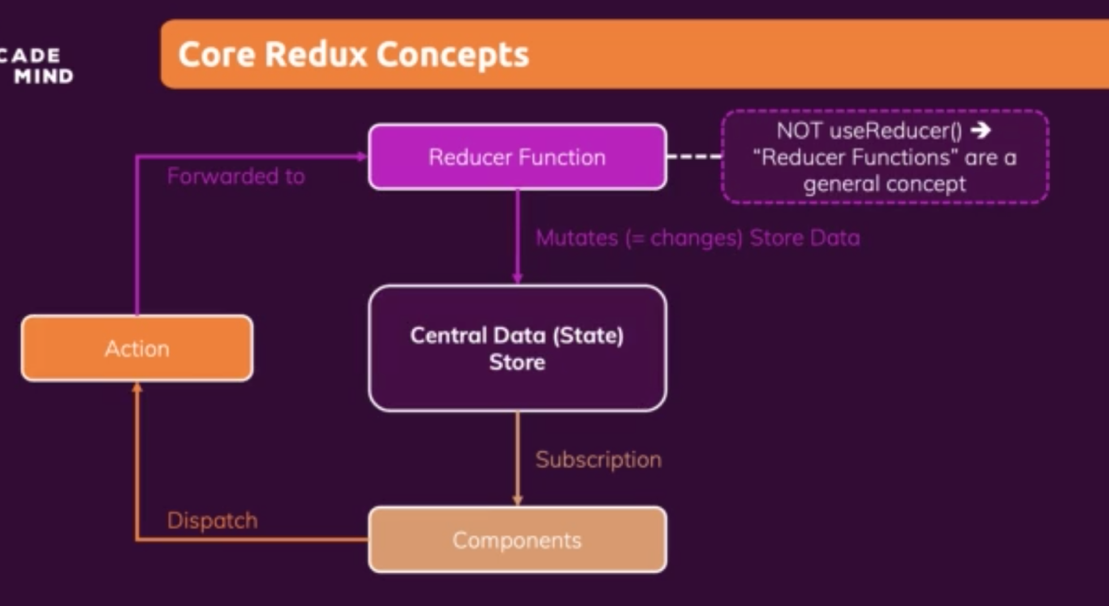 CADE
MIND
Core Redux Concepts
Reducer Function
NOT useReducer() ➔
“Reducer Functions” are a
general concept
Forwarded to
Mutates (= changes) Store Data
Action
Central Data (State)
Store
Subscription
Dispatch
Components